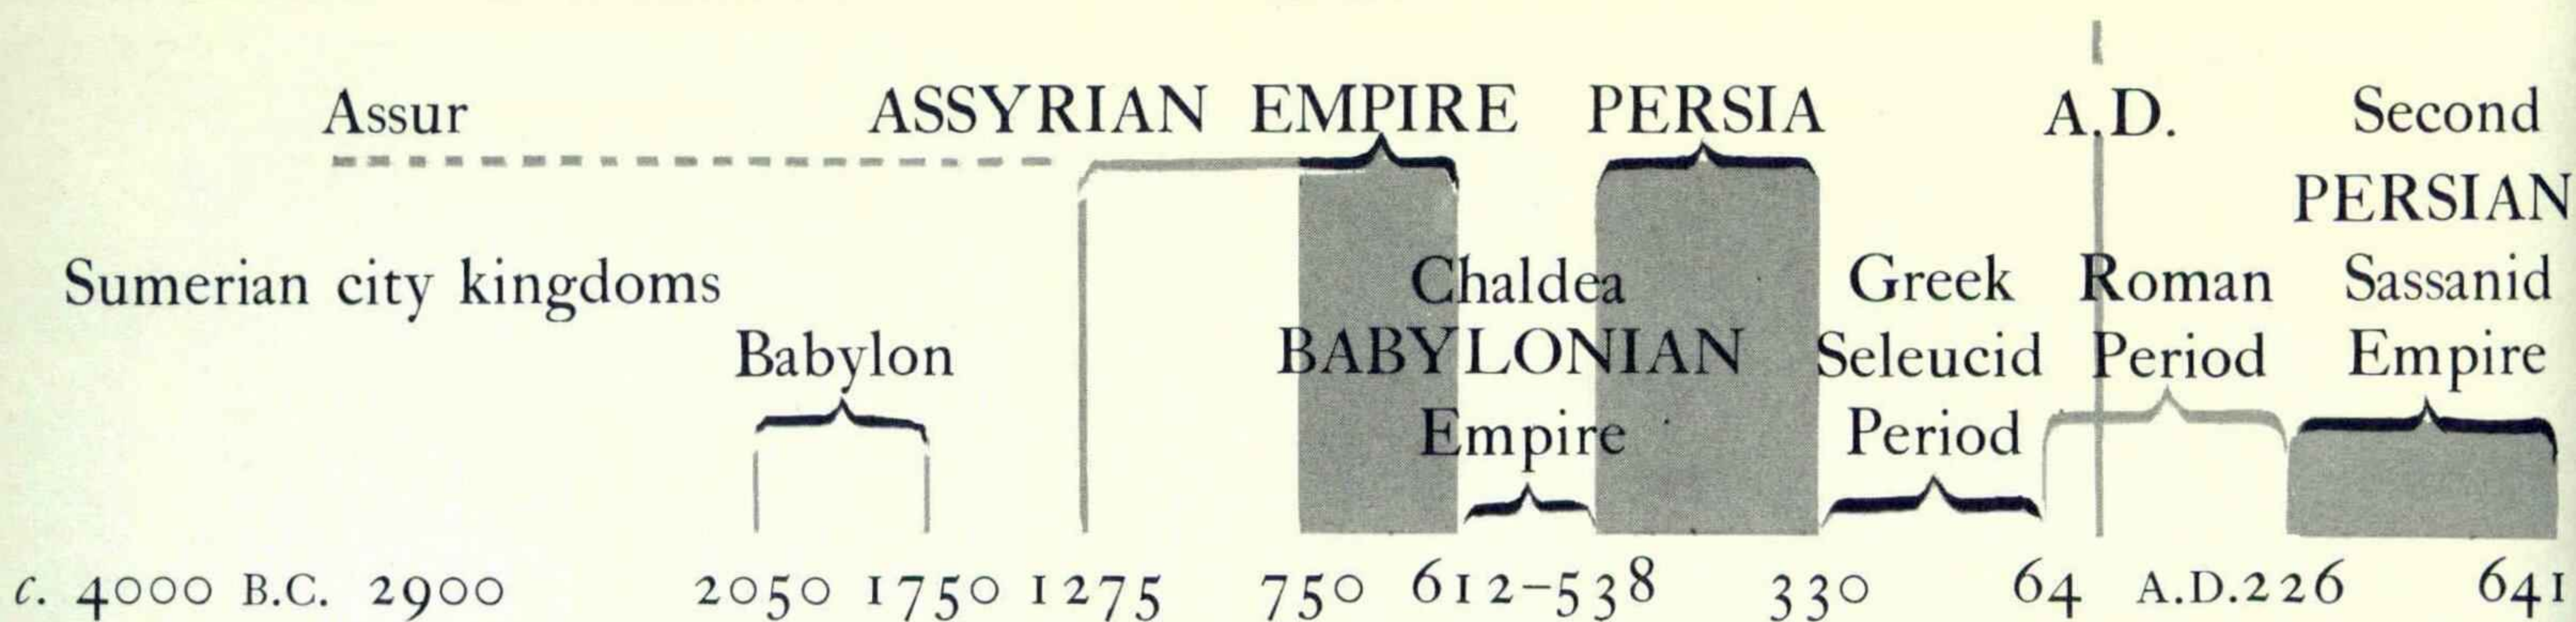 Assur ASSYRIAN EMPIRE PERSIA A.D. Second
PERSIAN
Sumerian city kingdoms Chaldea Greek Roman Sassanid
Babylon BABYLONIAN Seleucid Period Empire
Empire Period
c. 4000 B.C. 2900 2050 1750 1275 750 612–538 330 64 A.D.226 641